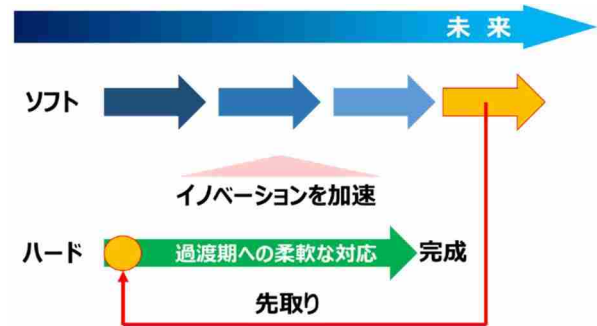 未来
ソフト
イノベーションを加速
ハード
過渡期への柔軟な対応
完成
先取り